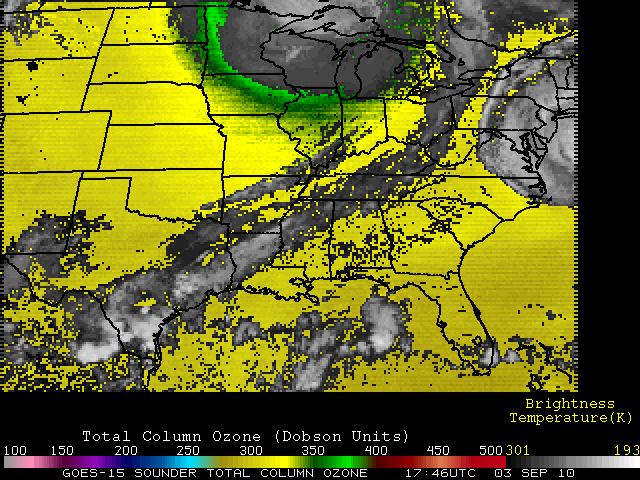 Brightness
Temperature(K)
Total Column Ozone (Dobson Units)
100 150 200 250 300 350 400 450 500 301 193
GOES-15 SOUNDER TOTAL COLUMN OZONE 17:46UTC 03 SEP 10